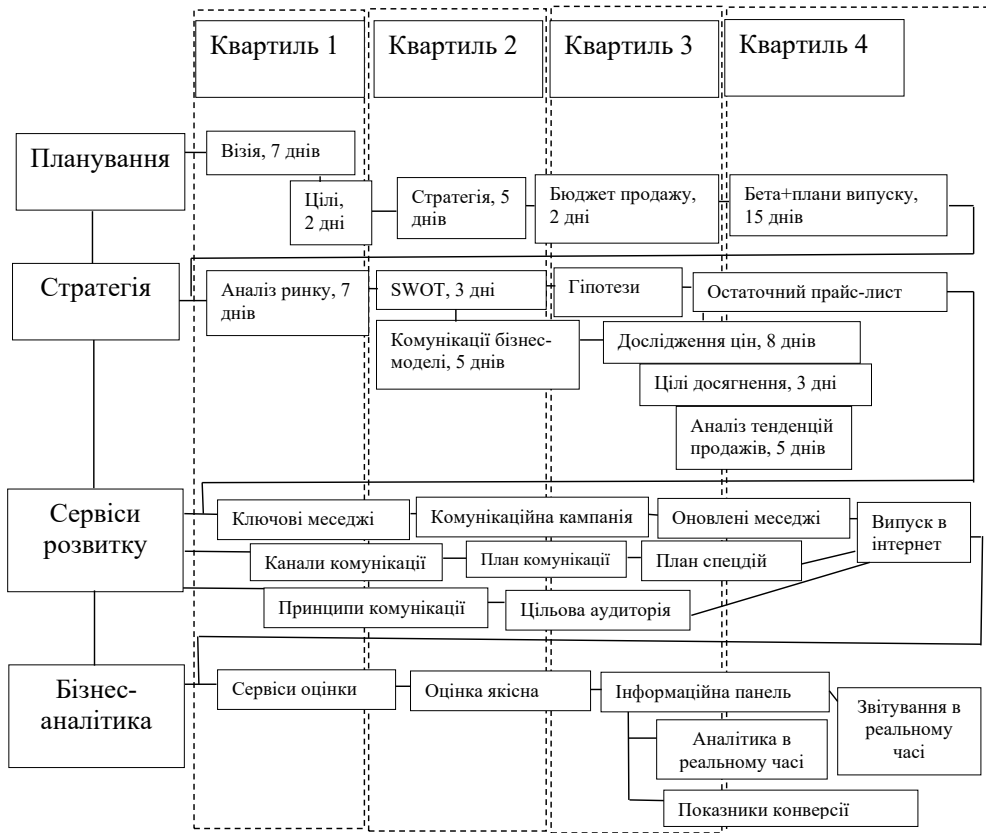 Квартиль 1
Квартиль 2
Квартиль 3
Квартиль 4
Планування
Візія, 7 днів
Цілі,
2 дні
Стратегія, 5
днів
Бюджет продажу,
2 дні
Бета+плани випуску,
15 днів
Стратегія
Аналіз ринку, 7
днів
SWOT, 3 дні
Гіпотези
Остаточний прайс-лист
Комунікації бізнес-
моделі, 5 днів
Дослідження цін, 8 днів
Цілі досягнення, 3 дні
Аналіз тенденцій
продажів, 5 днів
Сервіси
розвитку
Ключові меседжі
Комунікаційна кампанія
Оновлені меседжі
Випуск в
інтернет
Канали комунікації
План комунікації
План спецдій
Принципи комунікації
Цільова аудиторія
Бізнес-
аналітика
Сервіси оцінки
Оцінка якісна
Інформаційна панель
Звітування в
реальному
часі
Аналітика в
реальному часі
Показники конверсії